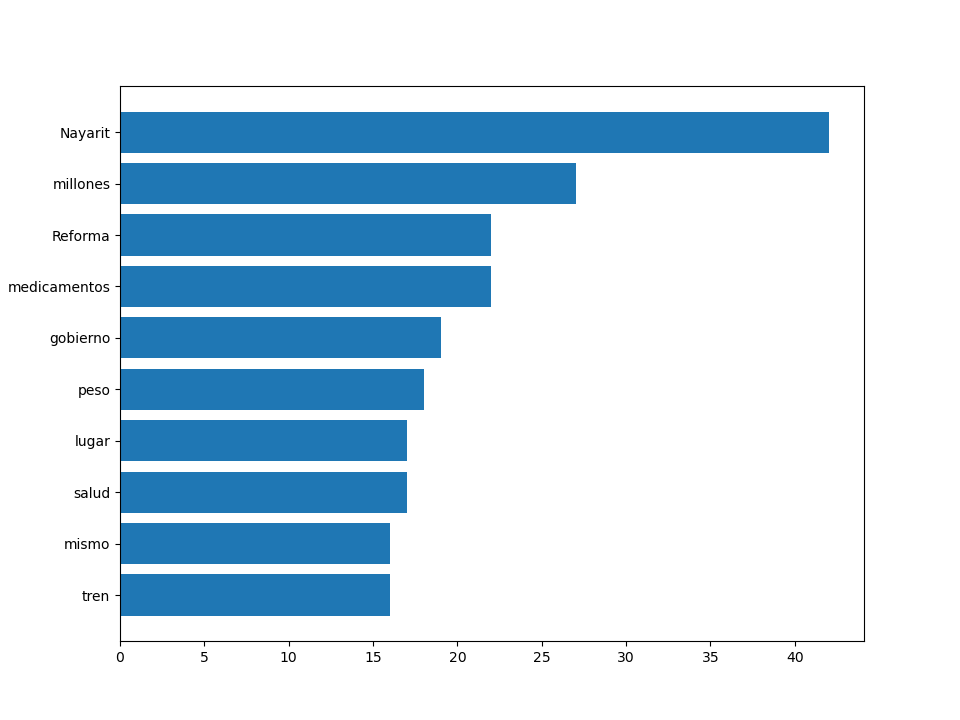 Nayarit
millones
Reforma
medicamentos
gobierno
peso
lugar
salud
mismo
tren
0 5 10 15 20 25 30 35 40